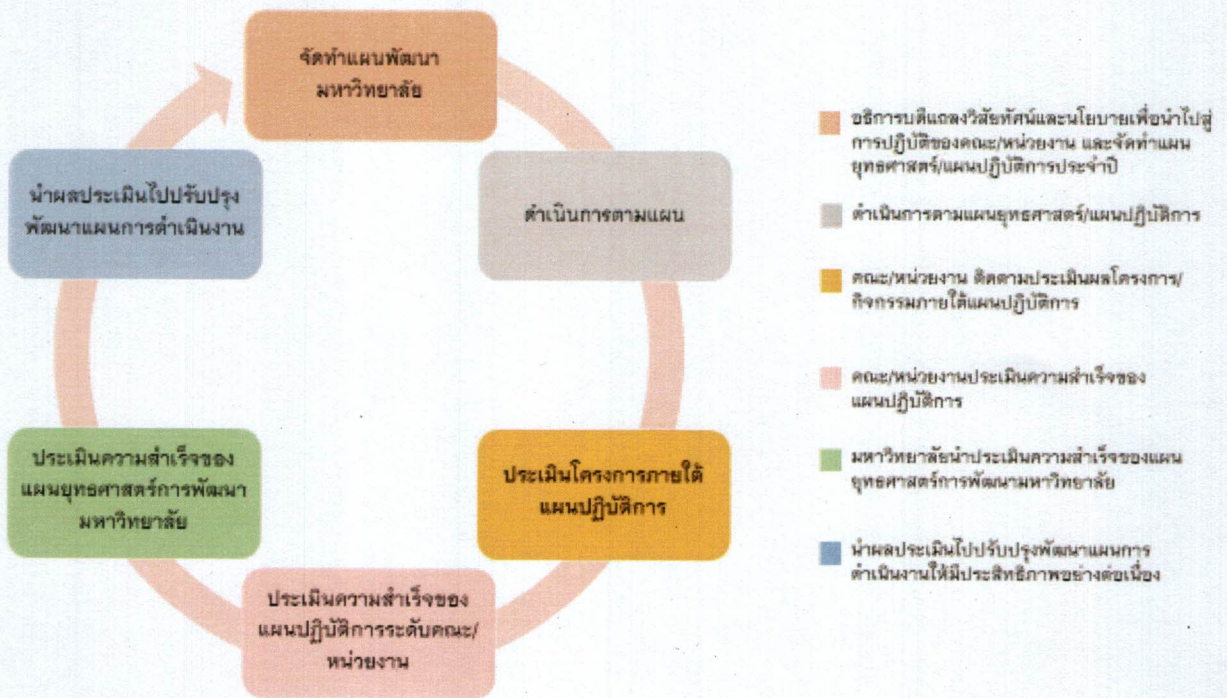 จัดทำแผนพัฒนา
มหาวิทยาลัย
ดำเนินการตามแผน
ประเมินโครงการภายใต้
แผนปฏิบัติการ
ประเมินความสำเร็จของ
แผนปฏิบัติการระดับคณะ/
หน่วยงาน
ประเมินความสำเร็จของ
แผนยุทธศาสตร์การพัฒนา
มหาวิทยาลัย
นำผลประเมินไปปรับปรุง
พัฒนาแผนการดำเนินงาน
อธิการบดีแถลงวิสัยทัศน์และนโยบายเพื่อนำไปสู่
การปฏิบัติของคณะ/หน่วยงาน และจัดทำแผน
ยุทธศาสตร์/แผนปฏิบัติการประจำปี
ดำเนินการตามแผนยุทธศาสตร์/แผนปฏิบัติการ
คณะ/หน่วยงาน ติดตามประเมินผลโครงการ/
กิจกรรมภายใต้แผนปฏิบัติการ
คณะ/หน่วยงานประเมินความสำเร็จของ
แผนปฏิบัติการ
มหาวิทยาลัยนำประเมินความสำเร็จของแผน
ยุทธศาสตร์การพัฒนามหาวิทยาลัย
นำผลประเมินไปปรับปรุงพัฒนาแผนการ
ดำเนินงานให้มีประสิทธิภาพอย่างต่อเนื่อง